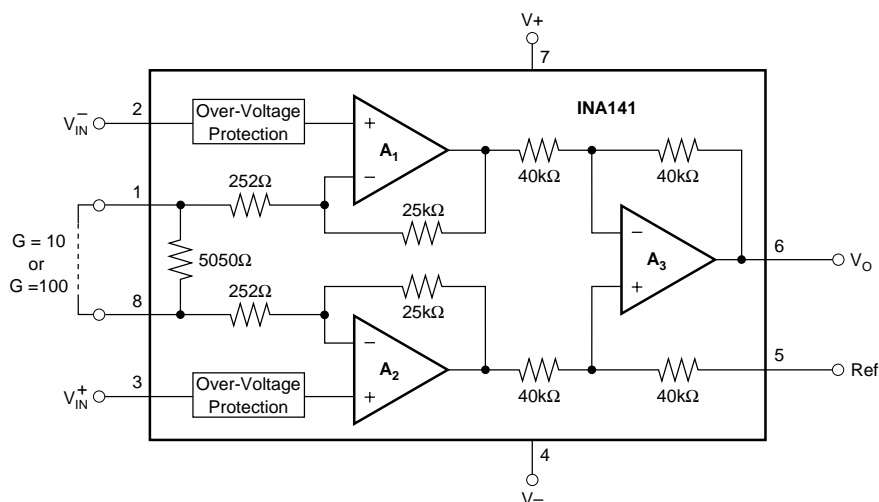 V+
7
INA141
2
V⁻IN
Over-Voltage
Protection
+
A1
−
40kΩ
40kΩ
1
252Ω
25kΩ
G = 10
or
G =100
5050Ω
−
A3
+
6
VO
8
252Ω
25kΩ
−
A2
+
5
Ref
40kΩ
40kΩ
3
V⁺IN
Over-Voltage
Protection
4
V−